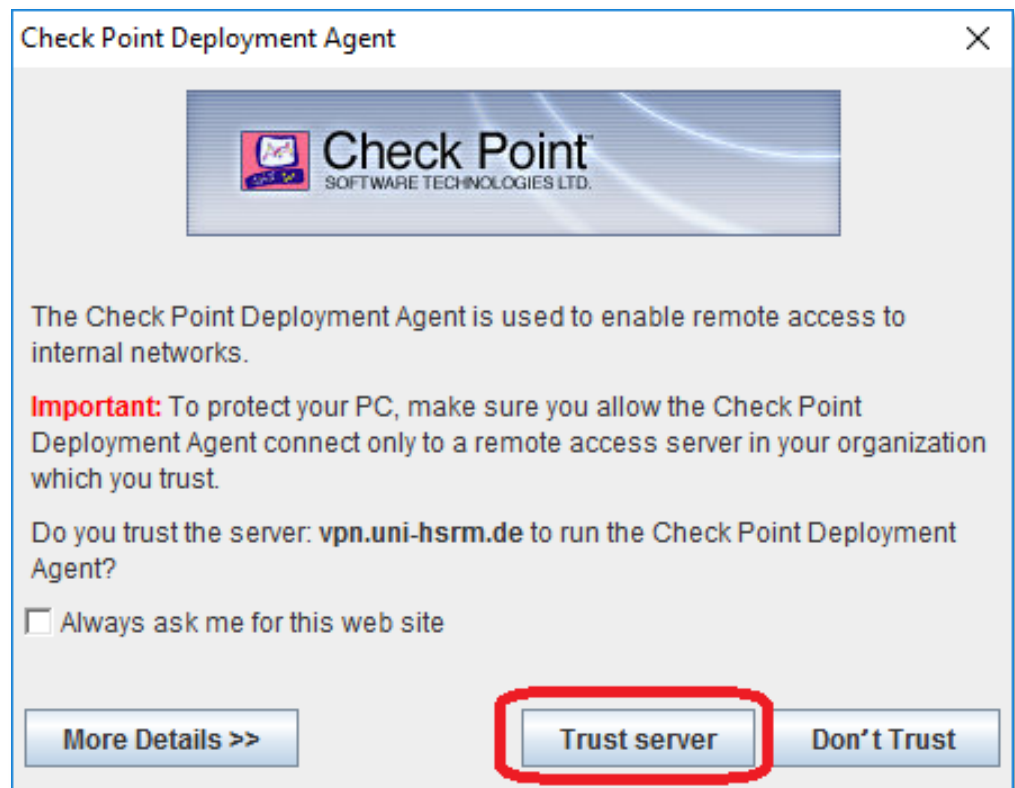 Check Point Deployment Agent
Check Point™
SOFTWARE TECHNOLOGIES LTD.
The Check Point Deployment Agent is used to enable remote access to
internal networks.
Important: To protect your PC, make sure you allow the Check Point
Deployment Agent connect only to a remote access server in your organization
which you trust.
Do you trust the server: vpn.uni-hsrm.de to run the Check Point Deployment
Agent?
Always ask me for this web site
More Details >>
Trust server
Don't Trust